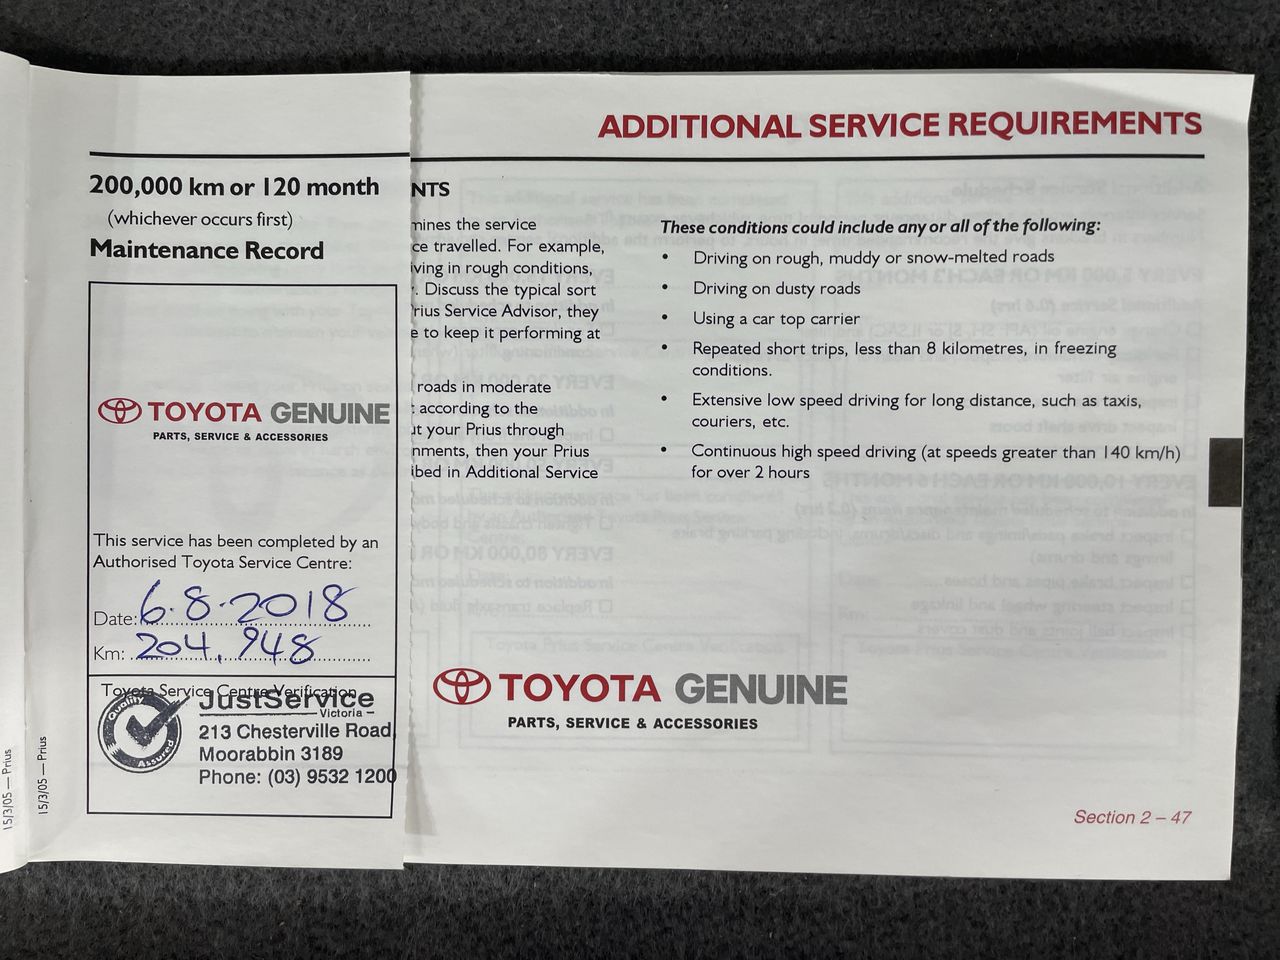 ADDITIONAL SERVICE REQUIREMENTS
200,000 km or 120 month
(whichever occurs first)
Maintenance Record
TOYOTA GENUINE
PARTS, SERVICE & ACCESSORIES
This service has been completed by an
Authorised Toyota Service Centre:
Date: 6.8.2018
Km: 204,948
Toyota Service Centre Verification
Quality Assured
JustService
Victoria
213 Chesterville Road
Moorabbin 3189
Phone: (03) 9532 1200
15/3/05 — Prius
15/3/05 — Prius
NTS
mines the service
ce travelled. For example,
iving in rough conditions,
. Discuss the typical sort
rius Service Advisor, they
e to keep it performing at
roads in moderate
according to the
ut your Prius through
nments, then your Prius
ibed in Additional Service
These conditions could include any or all of the following:
• Driving on rough, muddy or snow-melted roads
• Driving on dusty roads
• Using a car top carrier
• Repeated short trips, less than 8 kilometres, in freezing
conditions.
• Extensive low speed driving for long distance, such as taxis,
couriers, etc.
• Continuous high speed driving (at speeds greater than 140 km/h)
for over 2 hours
TOYOTA GENUINE
PARTS, SERVICE & ACCESSORIES
Section 2 – 47